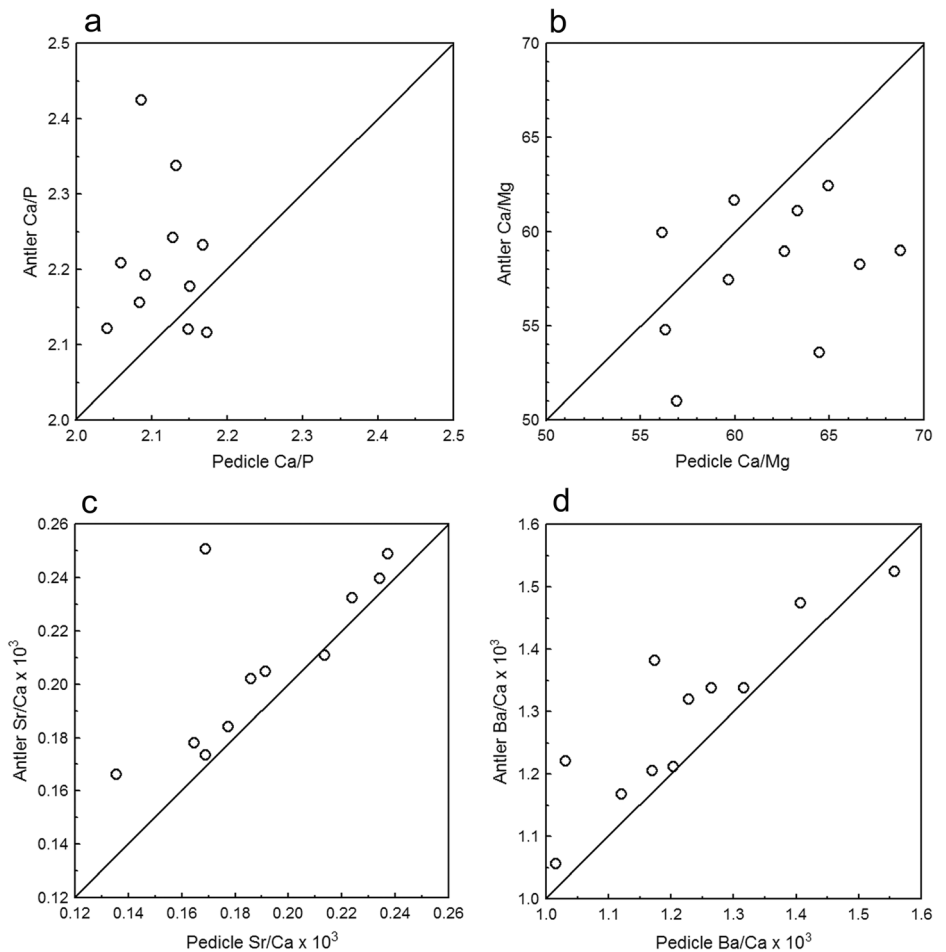 a
2.5
2.4
2.3
2.2
2.1
2.0
Antler Ca/P
2.0 2.1 2.2 2.3 2.4 2.5
Pedicle Ca/P
b
70
65
60
55
50
Antler Ca/Mg
50 55 60 65 70
Pedicle Ca/Mg
c
0.26
0.24
0.22
0.20
0.18
0.16
0.14
0.12
Antler Sr/Ca x 10³
0.12 0.14 0.16 0.18 0.20 0.22 0.24 0.26
Pedicle Sr/Ca x 10³
d
1.6
1.5
1.4
1.3
1.2
1.1
1.0
Antler Ba/Ca x 10³
1.0 1.1 1.2 1.3 1.4 1.5 1.6
Pedicle Ba/Ca x 10³